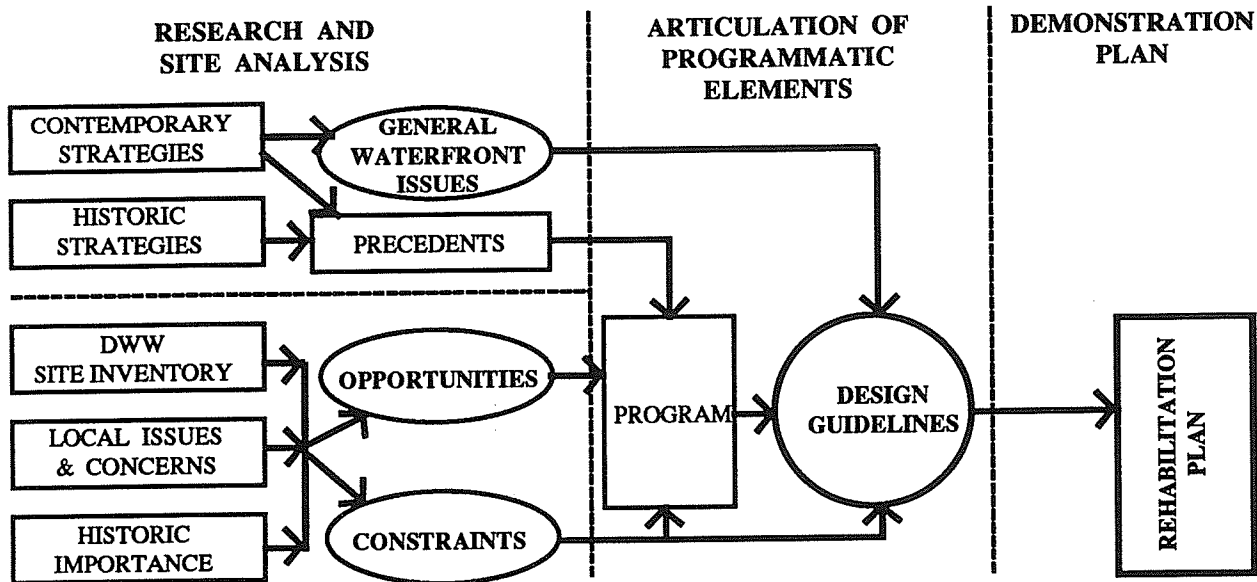 RESEARCH AND
SITE ANALYSIS
ARTICULATION OF
PROGRAMMATIC
ELEMENTS
DEMONSTRATION
PLAN
CONTEMPORARY
STRATEGIES
GENERAL
WATERFRONT
ISSUES
HISTORIC
STRATEGIES
PRECEDENTS
DWW
SITE INVENTORY
OPPORTUNITIES
LOCAL ISSUES
& CONCERNS
HISTORIC
IMPORTANCE
CONSTRAINTS
PROGRAM
DESIGN
GUIDELINES
REHABILITATION
PLAN